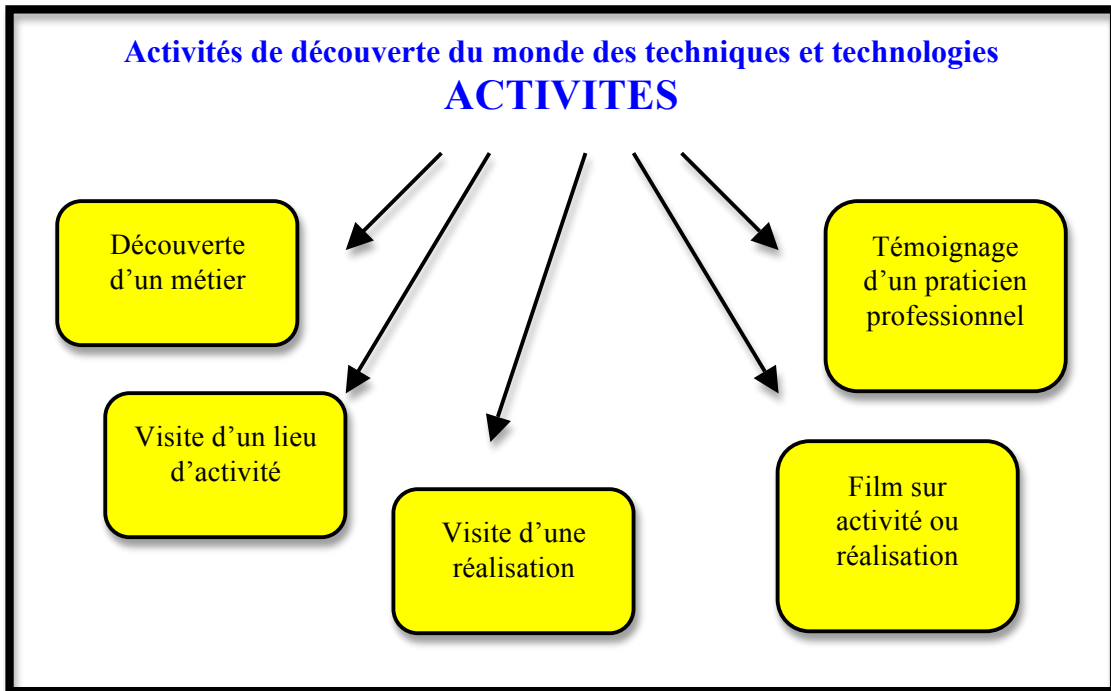 Activités de découverte du monde des techniques et technologies
ACTIVITES
Découverte
d’un métier
Témoignage
d’un praticien
professionnel
Visite d’un lieu
d’activité
Visite d’une
réalisation
Film sur
activité ou
réalisation